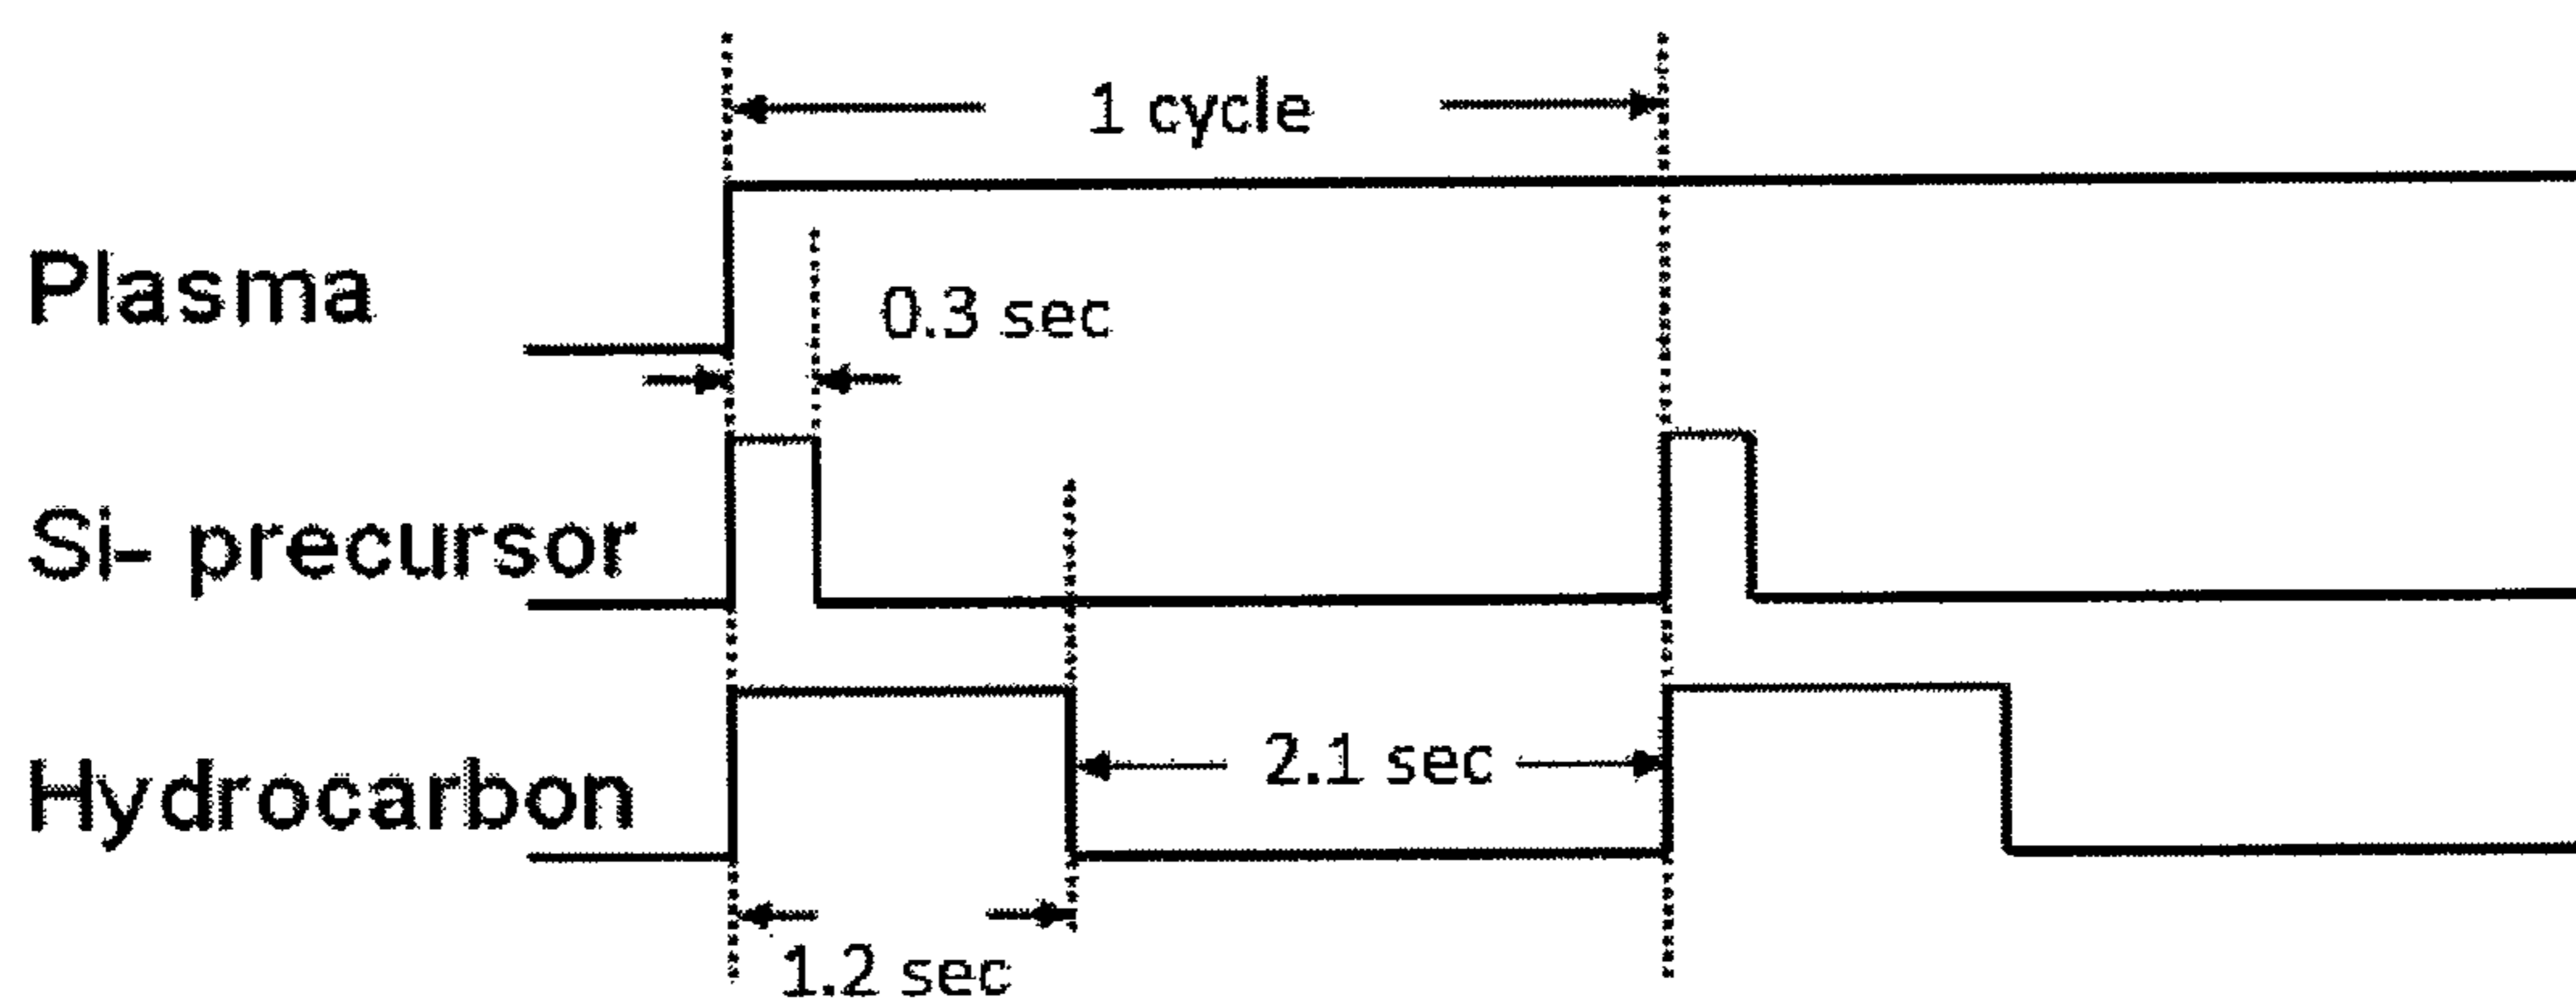 1 cycle
Plasma
0.3 sec
Si- precursor
Hydrocarbon
2.1 sec
1.2 sec